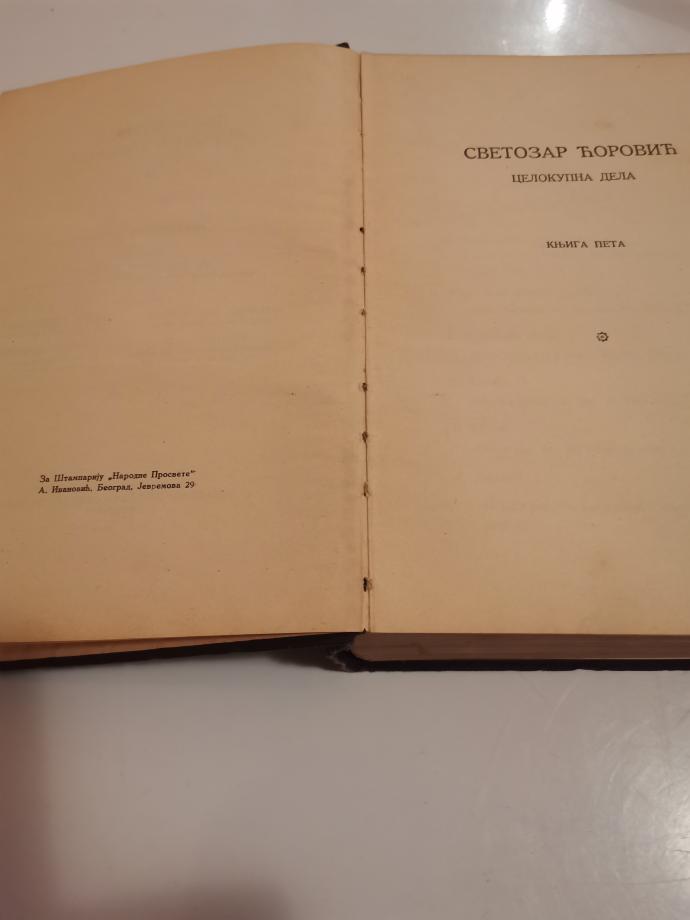 За Штампарију „Народне Просвете“
А. Ивановић, Београд, Јевремова 29
СВЕТОЗАР ЋОРОВИЋ
ЦЕЛОКУПНА ДЕЛА
КЊИГА ПЕТА